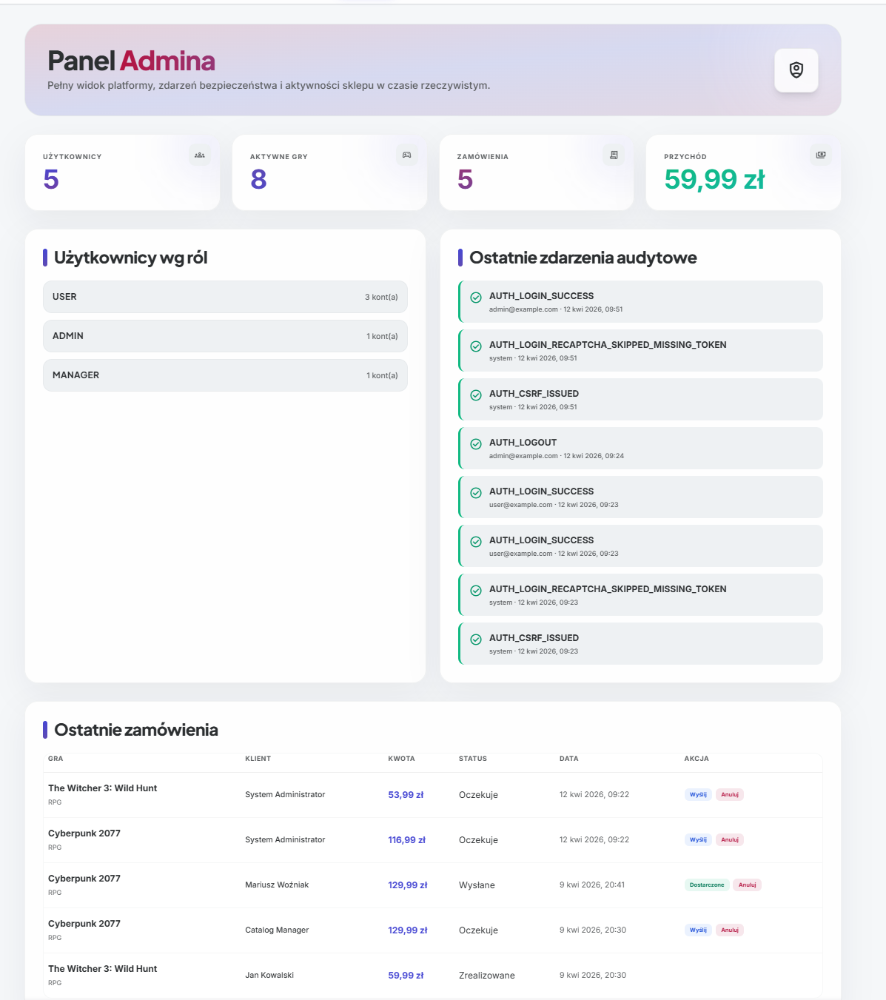 Panel Admina
Pełny widok platformy, zdarzeń bezpieczeństwa i aktywności sklepu w czasie rzeczywistym.
UŻYTKOWNICY
5
AKTYWNE GRY
8
ZAMÓWIENIA
5
PRZYCHÓD
59,99 zł
Użytkownicy wg ról
USER 3 kont(a)
ADMIN 1 kont(a)
MANAGER 1 kont(a)
Ostatnie zdarzenia audytowe
AUTH_LOGIN_SUCCESS
admin@example.com · 12 kwi 2026, 09:51
AUTH_LOGIN_RECAPTCHA_SKIPPED_MISSING_TOKEN
system · 12 kwi 2026, 09:51
AUTH_CSRF_ISSUED
system · 12 kwi 2026, 09:51
AUTH_LOGOUT
admin@example.com · 12 kwi 2026, 09:24
AUTH_LOGIN_SUCCESS
user@example.com · 12 kwi 2026, 09:23
AUTH_LOGIN_SUCCESS
user@example.com · 12 kwi 2026, 09:23
AUTH_LOGIN_RECAPTCHA_SKIPPED_MISSING_TOKEN
system · 12 kwi 2026, 09:23
AUTH_CSRF_ISSUED
system · 12 kwi 2026, 09:23
Ostatnie zamówienia
GRA KLIENT KWOTA STATUS DATA AKCJA
The Witcher 3: Wild Hunt
RPG
System Administrator 53,99 zł Oczekuje 12 kwi 2026, 09:22 Wyślij Anuluj
Cyberpunk 2077
RPG
System Administrator 116,99 zł Oczekuje 12 kwi 2026, 09:22 Wyślij Anuluj
Cyberpunk 2077
RPG
Mariusz Woźniak 129,99 zł Wysłane 9 kwi 2026, 20:41 Dostarczone Anuluj
Cyberpunk 2077
RPG
Catalog Manager 129,99 zł Oczekuje 9 kwi 2026, 20:30 Wyślij Anuluj
The Witcher 3: Wild Hunt
RPG
Jan Kowalski 59,99 zł Zrealizowane 9 kwi 2026, 20:30